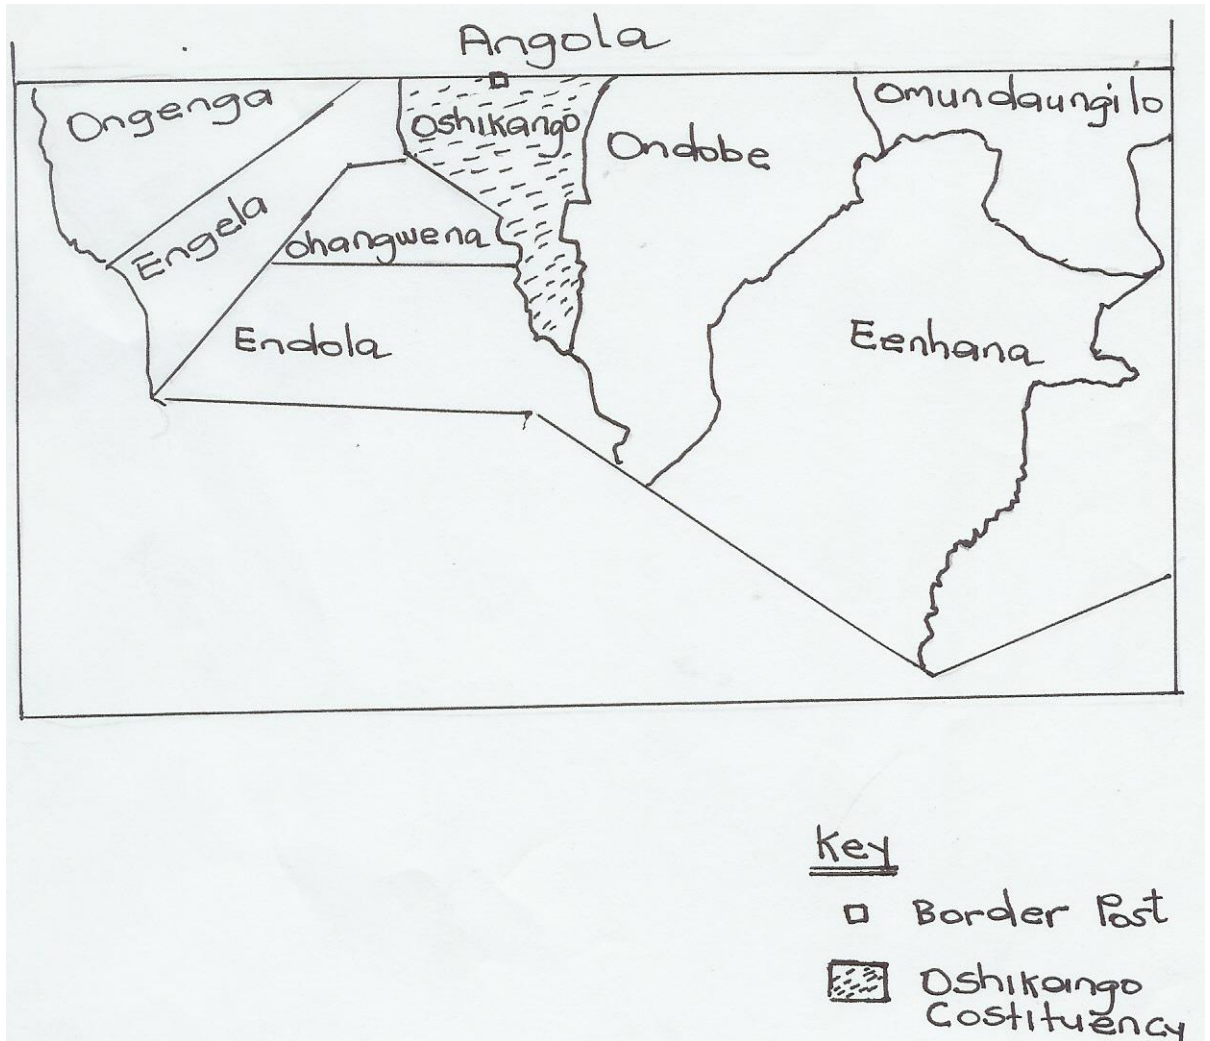 Angola
Ongenga
Oshikango
Ondobe
Omundaungilo
Engela
Ohangwena
Endola
Eenhana
Key
Border Post
Oshikango
Costituency